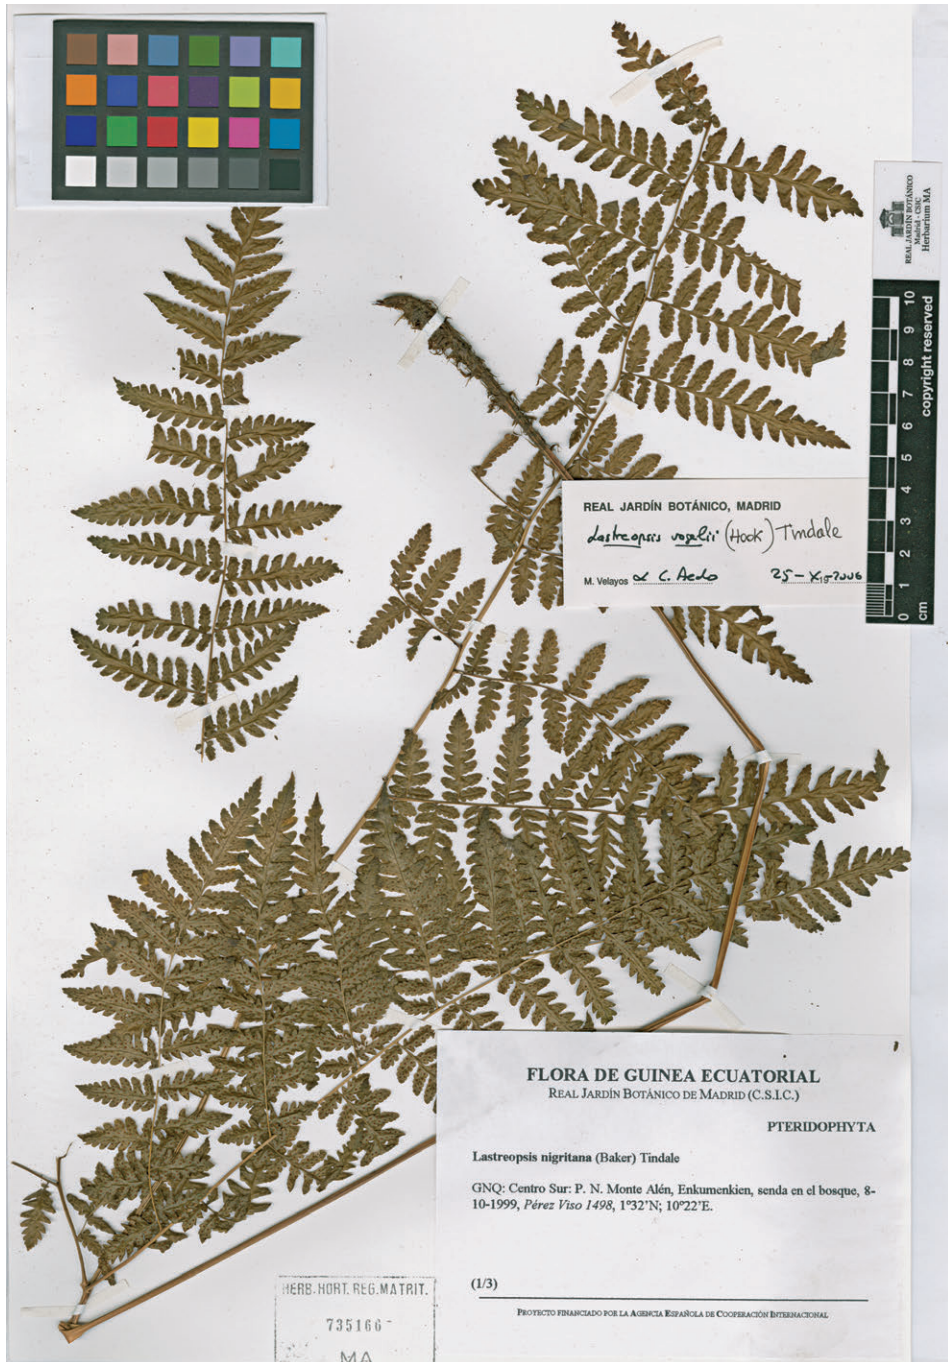 REAL JARDÍN BOTÁNICO
Madrid - CSIC
Herbarium MA
copyright reserved
0 1 2 3 4 5 6 7 8 9 10
cm
REAL JARDÍN BOTÁNICO, MADRID
Lastreopsis vogelii (Hook) Tindale
M. Velayos & C. Aedo 25-X-2006
FLORA DE GUINEA ECUATORIAL
REAL JARDÍN BOTÁNICO DE MADRID (C.S.I.C.)
PTERIDOPHYTA
Lastreopsis nigritana (Baker) Tindale
GNQ: Centro Sur: P. N. Monte Alén, Enkumenkien, senda en el bosque, 8-
10-1999, Pérez Viso 1498, 1º32'N; 10º22'E.
(1/3)
PROYECTO FINANCIADO POR LA AGENCIA ESPAÑOLA DE COOPERACIÓN INTERNACIONAL
HERB. HORT. REG. MATRIT.
735166
MA